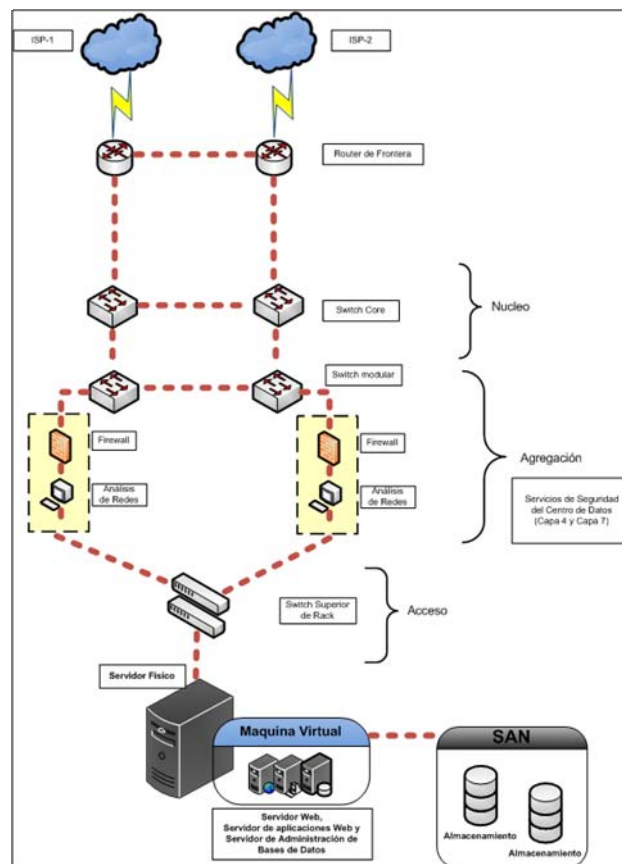 ISP-1
ISP-2
Router de Frontera
Switch Core
Nucleo
Switch modular
Firewall
Firewall
Análisis
de Redes
Análisis
de Redes
Agregación
Servicios de Seguridad
del Centro de Datos
(Capa 4 y Capa 7)
Switch Superior
de Rack
Acceso
Servidor Fisico
Maquina Virtual
SAN
Almacenamiento
Almacenamiento
Servidor Web,
Servidor de aplicaciones Web y
Servidor de Administración de
Bases de Datos